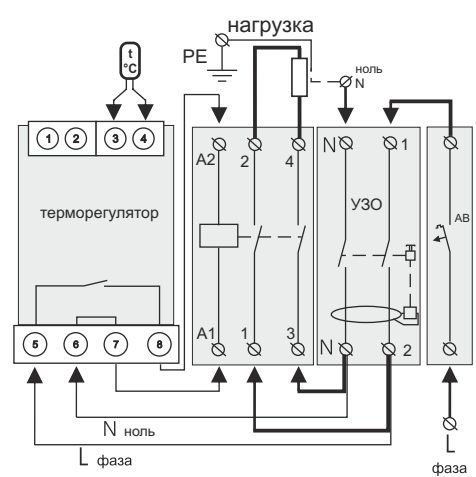 нагрузка
PE
t
°C
ноль
N
1 2 3 4
A2 2 4
N 1
терморегулятор
УЗО
АВ
5 6 7 8
A1 1 3
N 2
N ноль
L фаза
L
фаза